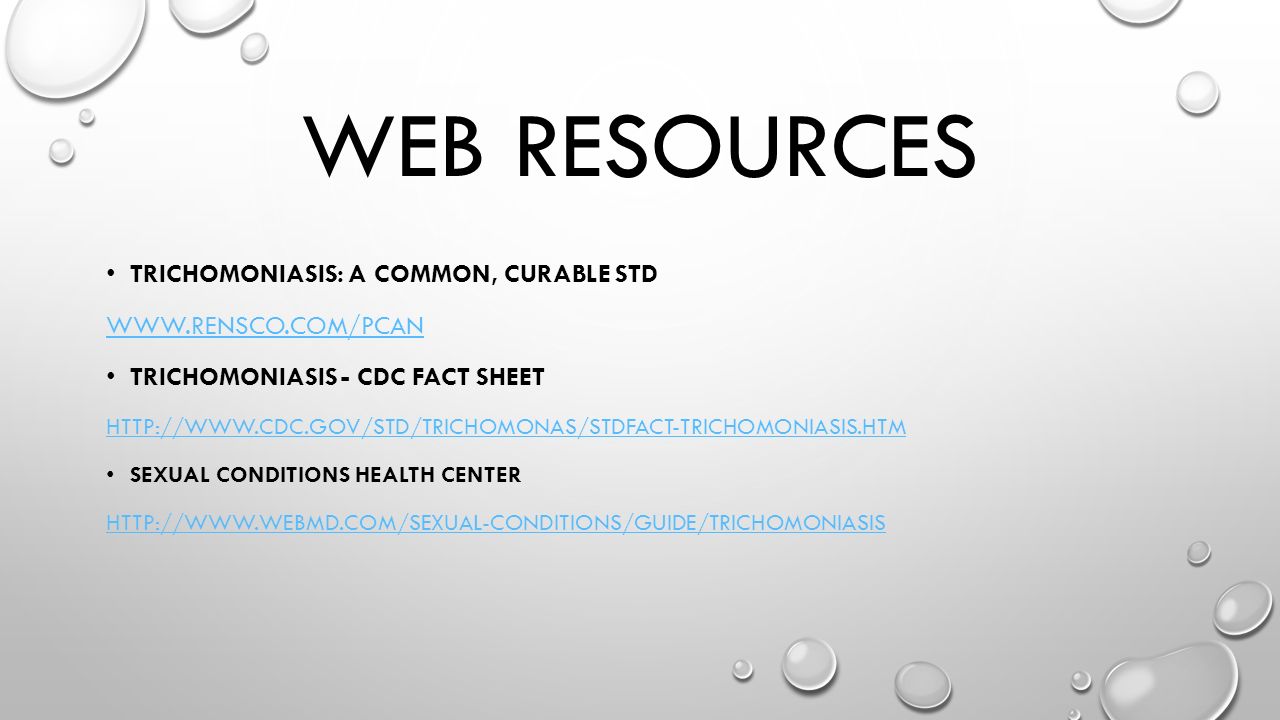 WEB RESOURCES
• TRICHOMONIASIS: A COMMON, CURABLE STD
WWW.RENSCO.COM/PCAN
• TRICHOMONIASIS - CDC FACT SHEET
HTTP://WWW.CDC.GOV/STD/TRICHOMONAS/STDFACT-TRICHOMONIASIS.HTM
• SEXUAL CONDITIONS HEALTH CENTER
HTTP://WWW.WEBMD.COM/SEXUAL-CONDITIONS/GUIDE/TRICHOMONIASIS